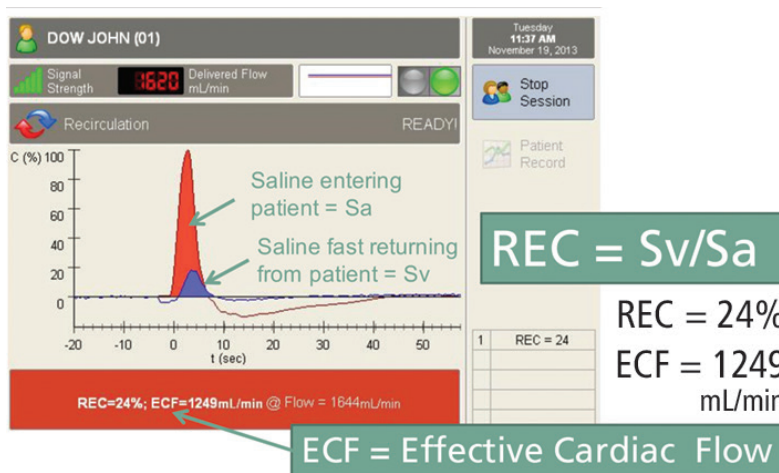 DOW JOHN (01)
Tuesday
11:37 AM
November 19, 2013
Signal
Strength
1620
Delivered Flow
mL/min
Stop
Session
Recirculation
READY!
Patient
Record
C (%) 100
80
60
40
20
0
Saline entering
patient = Sa
Saline fast returning
from patient = Sv
-20 -10 0 10 20 30 40 50
t (sec)
REC = Sv/Sa
REC = 24%
ECF = 1249
mL/min
1 REC = 24
REC=24%; ECF=1249mL/min @ Flow = 1644mL/min
ECF = Effective Cardiac Flow